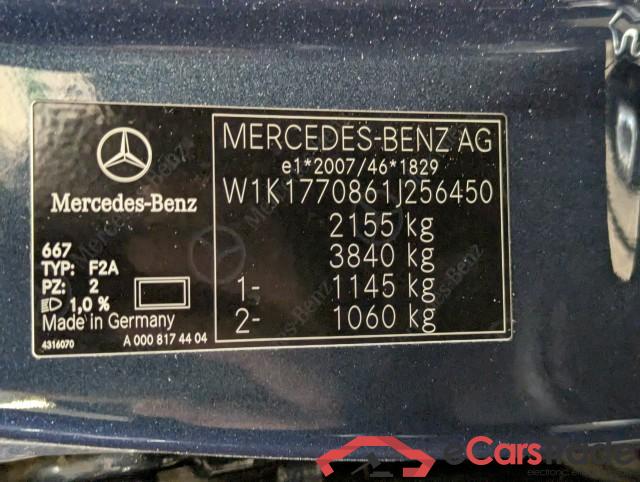 MERCEDES-BENZ AG
e1*2007/46*1829
W1K1770861J256450
2155 kg
3840 kg
1- 1145 kg
2- 1060 kg
Mercedes-Benz
667
TYP: F2A
PZ: 2
1,0 %
Made in Germany
4316070 A 000 817 44 04
eCarsTrade